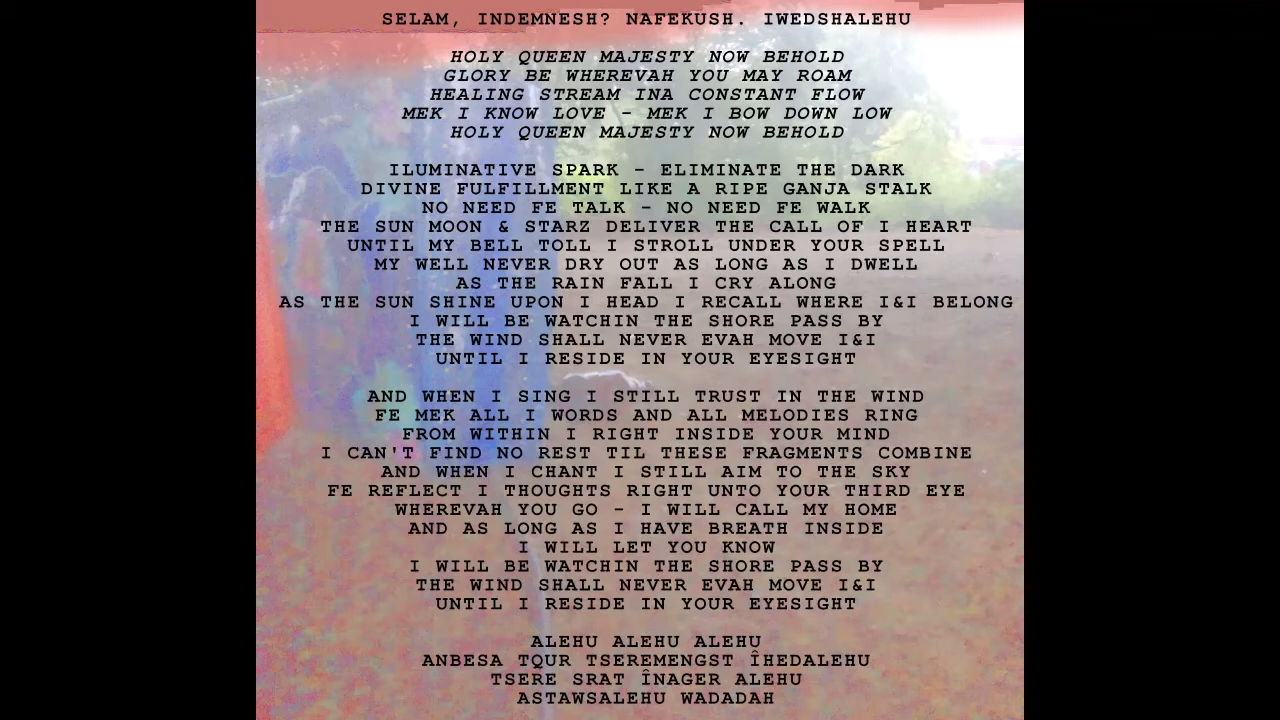 SELAM, INDEMNESH? NAFEKUSH. IWEDSHALEHU
HOLY QUEEN MAJESTY NOW BEHOLD
GLORY BE WHEREVAH YOU MAY ROAM
HEALING STREAM INA CONSTANT FLOW
MEK I KNOW LOVE - MEK I BOW DOWN LOW
HOLY QUEEN MAJESTY NOW BEHOLD
ILUMINATIVE SPARK - ELIMINATE THE DARK
DIVINE FULFILLMENT LIKE A RIPE GANJA STALK
NO NEED FE TALK - NO NEED FE WALK
THE SUN MOON & STARZ DELIVER THE CALL OF I HEART
UNTIL MY BELL TOLL I STROLL UNDER YOUR SPELL
MY WELL NEVER DRY OUT AS LONG AS I DWELL
AS THE RAIN FALL I CRY ALONG
AS THE SUN SHINE UPON I HEAD I RECALL WHERE I&I BELONG
I WILL BE WATCHIN THE SHORE PASS BY
THE WIND SHALL NEVER EVAH MOVE I&I
UNTIL I RESIDE IN YOUR EYESIGHT
AND WHEN I SING I STILL TRUST IN THE WIND
FE MEK ALL I WORDS AND ALL MELODIES RING
FROM WITHIN I RIGHT INSIDE YOUR MIND
I CAN'T FIND NO REST TIL THESE FRAGMENTS COMBINE
AND WHEN I CHANT I STILL AIM TO THE SKY
FE REFLECT I THOUGHTS RIGHT UNTO YOUR THIRD EYE
WHEREVAH YOU GO - I WILL CALL MY HOME
AND AS LONG AS I HAVE BREATH INSIDE
I WILL LET YOU KNOW
I WILL BE WATCHIN THE SHORE PASS BY
THE WIND SHALL NEVER EVAH MOVE I&I
UNTIL I RESIDE IN YOUR EYESIGHT
ALEHU ALEHU ALEHU
ANBESA TQUR TSEREMENGST ÎHEDALEHU
TSERE SRAT ÎNAGER ALEHU
ASTAWSALEHU WADADAH